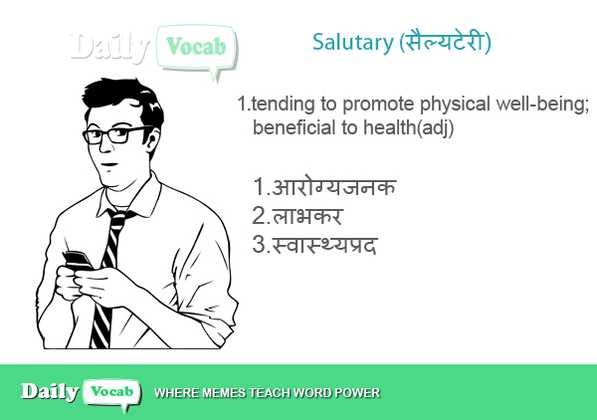 Daily Vocab
Salutary (सैल्यटेरी)
1.tending to promote physical well-being;
beneficial to health(adj)
1.आरोग्यजनक
2.लाभकर
3.स्वास्थ्यप्रद
Daily Vocab WHERE MEMES TEACH WORD POWER